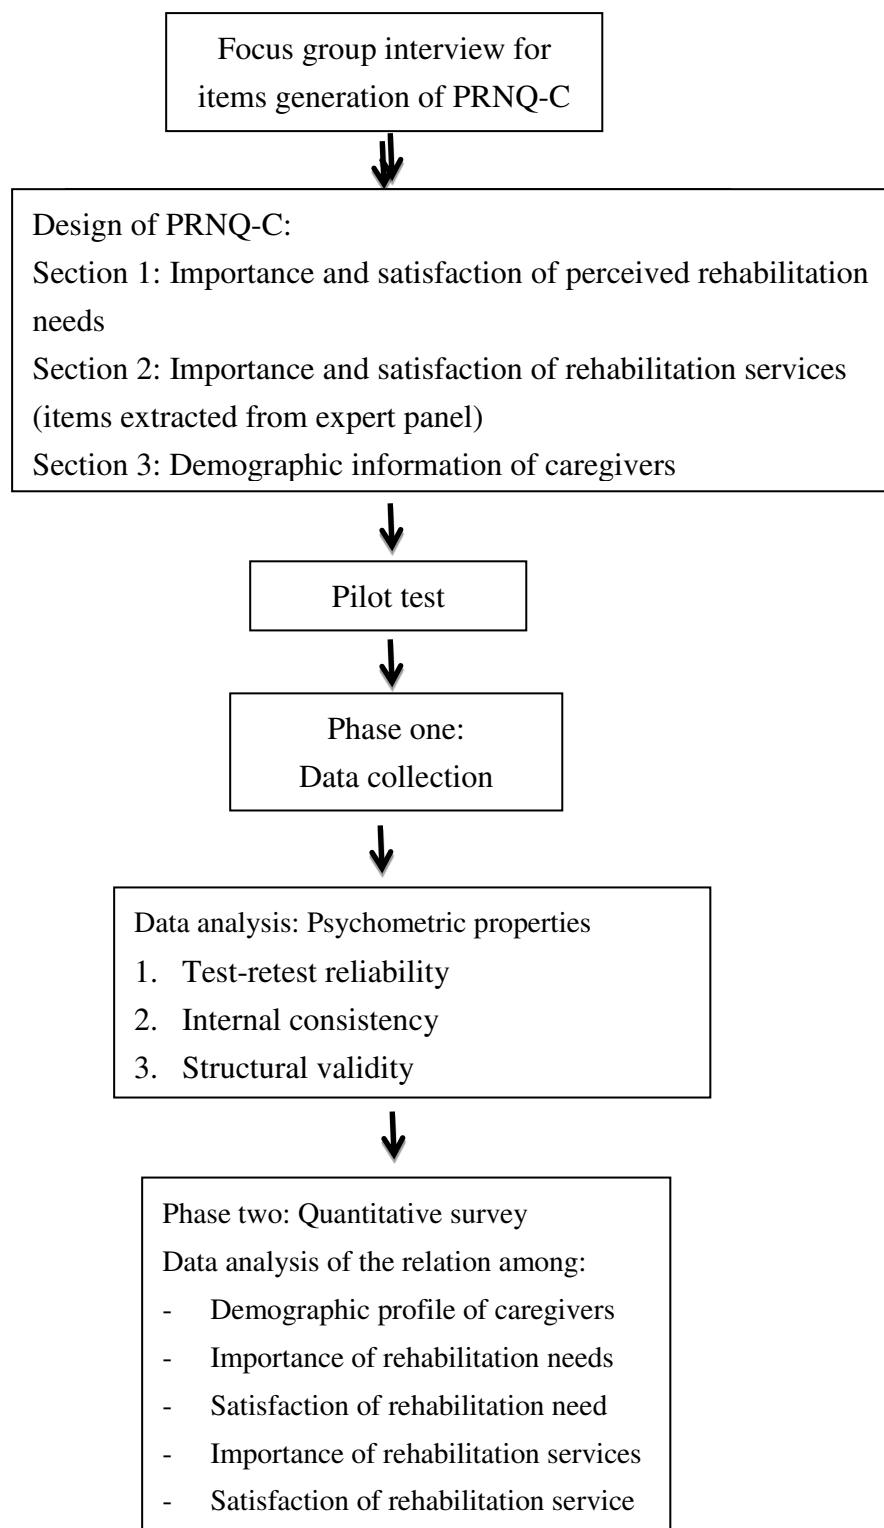 Focus group interview for
items generation of PRNQ-C
Design of PRNQ-C:
Section 1: Importance and satisfaction of perceived rehabilitation
needs
Section 2: Importance and satisfaction of rehabilitation services
(items extracted from expert panel)
Section 3: Demographic information of caregivers
Pilot test
Phase one:
Data collection
Data analysis: Psychometric properties
1. Test-retest reliability
2. Internal consistency
3. Structural validity
Phase two: Quantitative survey
Data analysis of the relation among:
- Demographic profile of caregivers
- Importance of rehabilitation needs
- Satisfaction of rehabilitation need
- Importance of rehabilitation services
- Satisfaction of rehabilitation service